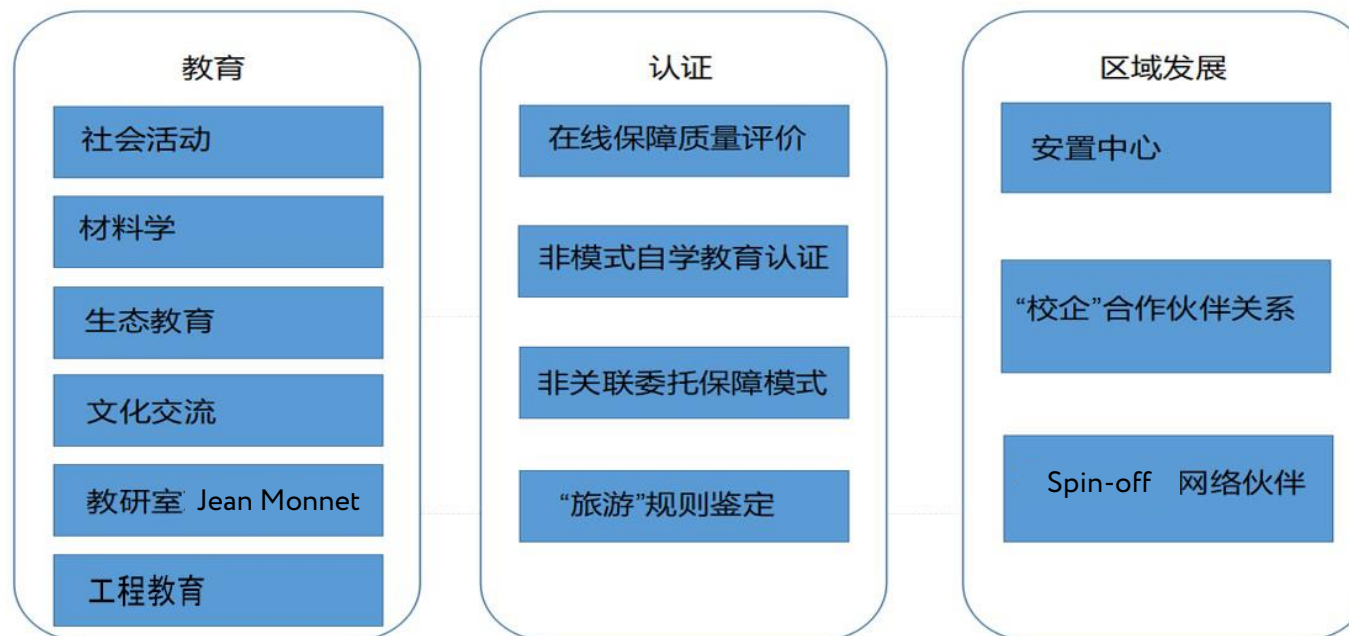 教育
社会活动
材料学
生态教育
文化交流
教研室 Jean Monnet
工程教育
认证
在线保障质量评价
非模式自学教育认证
非关联委托保障模式
“旅游”规则鉴定
区域发展
安置中心
“校企”合作伙伴关系
Spin-off 网络伙伴